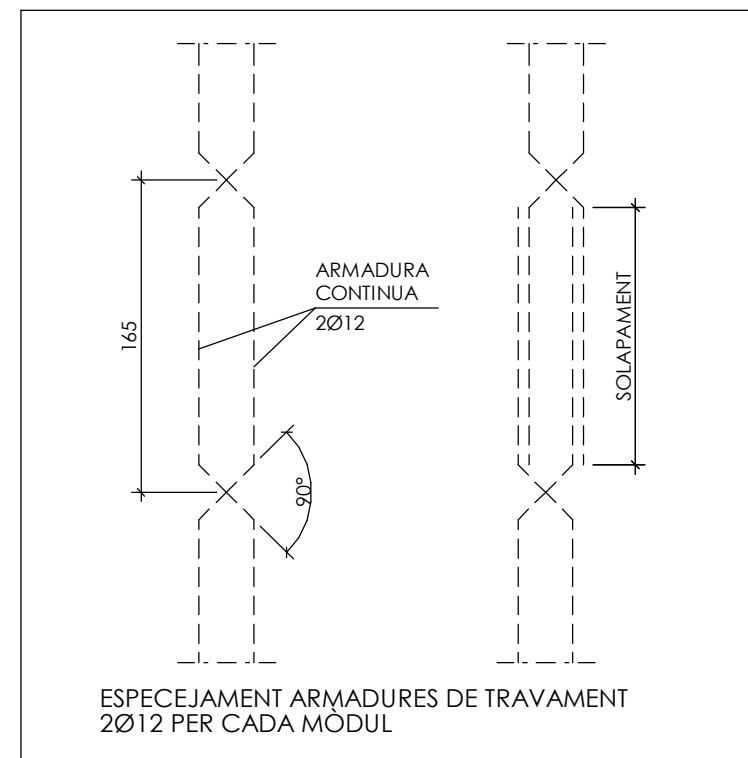 ARMADURA
CONTINUA
2Ø12
165
90°
SOLAPAMENT
ESPECEJAMENT ARMADURES DE TRAVAMENT
2Ø12 PER CADA MÒDUL